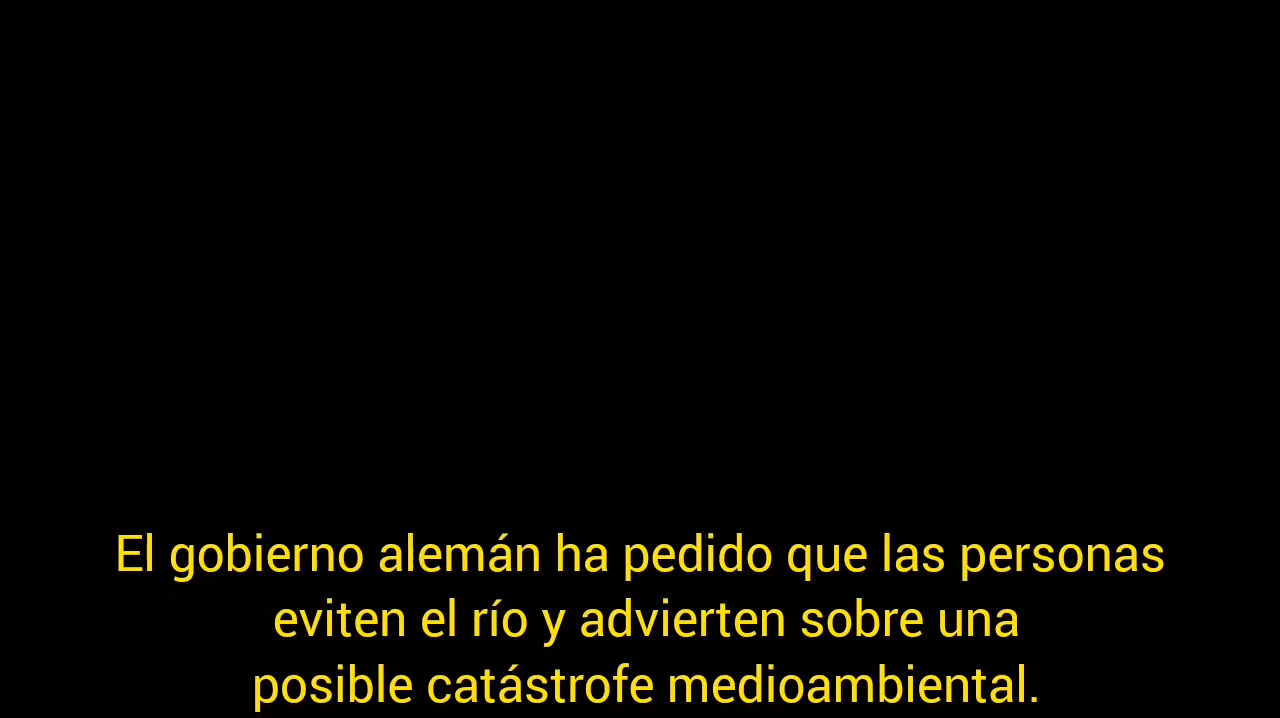 El gobierno alemán ha pedido que las personas
eviten el río y advierten sobre una
posible catástrofe medioambiental.